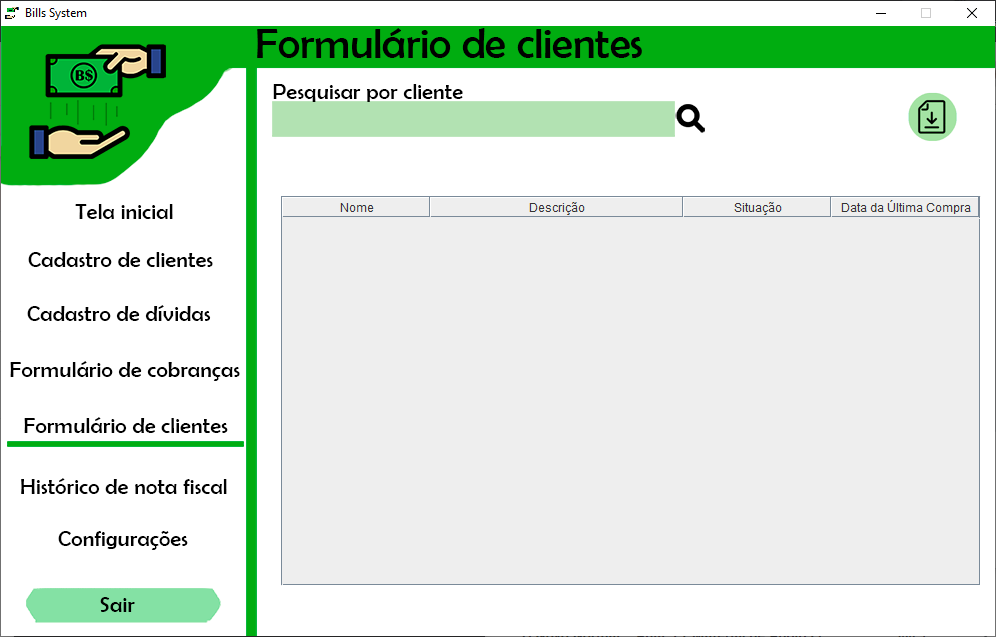 Bills System
Formulário de clientes
B$
Pesquisar por cliente
Tela inicial
Cadastro de clientes
Cadastro de dívidas
Formulário de cobranças
Formulário de clientes
Histórico de nota fiscal
Configurações
Sair
Nome Descrição Situação Data da Última Compra